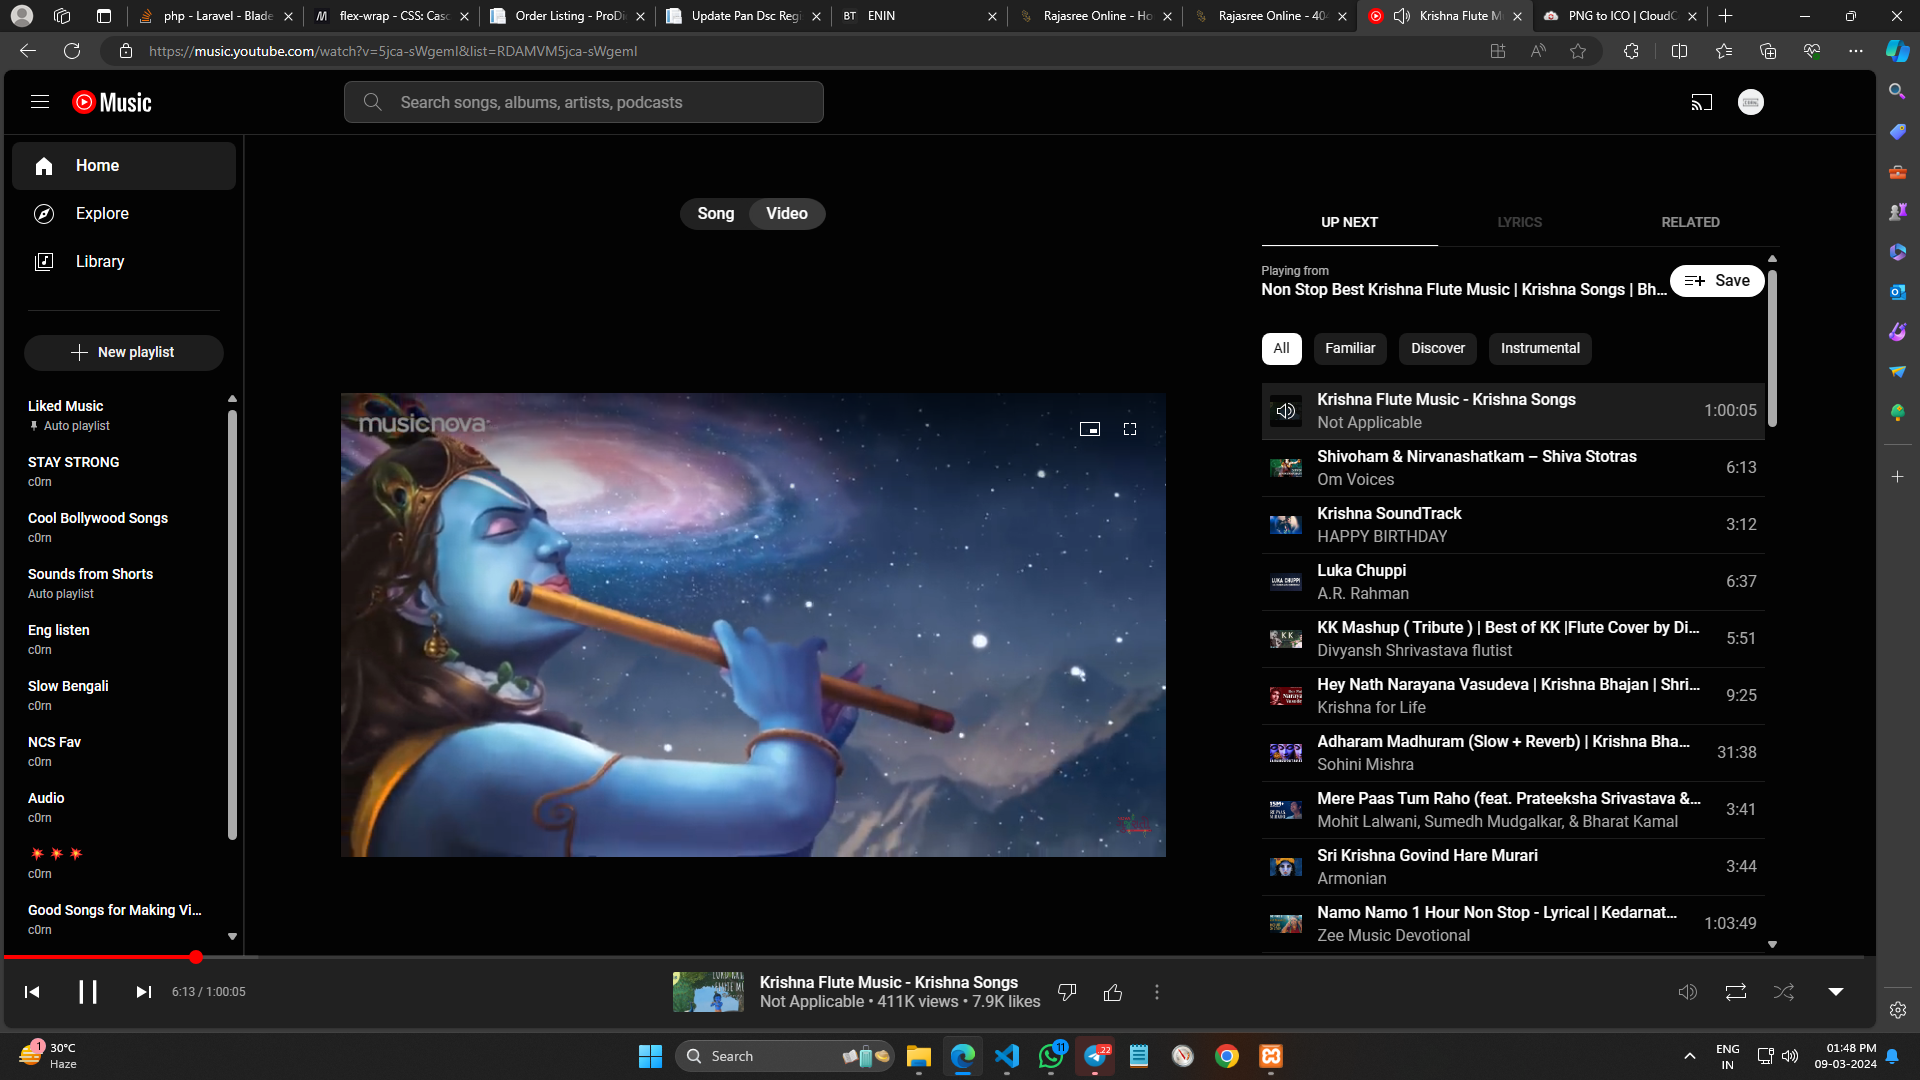 php - Laravel - Blade
flex-wrap - CSS: Casc
Order Listing - ProDi
Update Pan Dsc Regi
BT ENIN
Rajasree Online - Ho
Rajasree Online - 404
Krishna Flute M
PNG to ICO | CloudC
https://music.youtube.com/watch?v=5jca-sWgemI&list=RDAMVM5jca-sWgemI
Music
Search songs, albums, artists, podcasts
Home
Explore
Library
New playlist
Liked Music
Auto playlist
STAY STRONG
c0rn
Cool Bollywood Songs
c0rn
Sounds from Shorts
Auto playlist
Eng listen
c0rn
Slow Bengali
c0rn
NCS Fav
c0rn
Audio
c0rn
💥 💥 💥
c0rn
Good Songs for Making Vi...
c0rn
Song Video
musicnova
UP NEXT LYRICS RELATED
Playing from
Non Stop Best Krishna Flute Music | Krishna Songs | Bh...
Save
All Familiar Discover Instrumental
Krishna Flute Music - Krishna Songs
Not Applicable
1:00:05
Shivoham & Nirvanashatkam – Shiva Stotras
Om Voices
6:13
Krishna SoundTrack
HAPPY BIRTHDAY
3:12
LUKA CHUPPI
Luka Chuppi
A.R. Rahman
6:37
KK
KK Mashup ( Tribute ) | Best of KK |Flute Cover by Di...
Divyansh Shrivastava flutist
5:51
Hey Nath Narayana Vasudeva | Krishna Bhajan | Shri...
Krishna for Life
9:25
Adharam Madhuram (Slow + Reverb) | Krishna Bha...
Sohini Mishra
31:38
Mere Paas Tum Raho (feat. Prateeksha Srivastava &...
Mohit Lalwani, Sumedh Mudgalkar, & Bharat Kamal
3:41
Sri Krishna Govind Hare Murari
Armonian
3:44
Namo Namo 1 Hour Non Stop - Lyrical | Kedarnat...
Zee Music Devotional
1:03:49
6:13 / 1:00:05
Krishna Flute Music - Krishna Songs
Not Applicable • 411K views • 7.9K likes
1
30°C
Haze
Search
11
22
ENG
IN
01:48 PM
09-03-2024